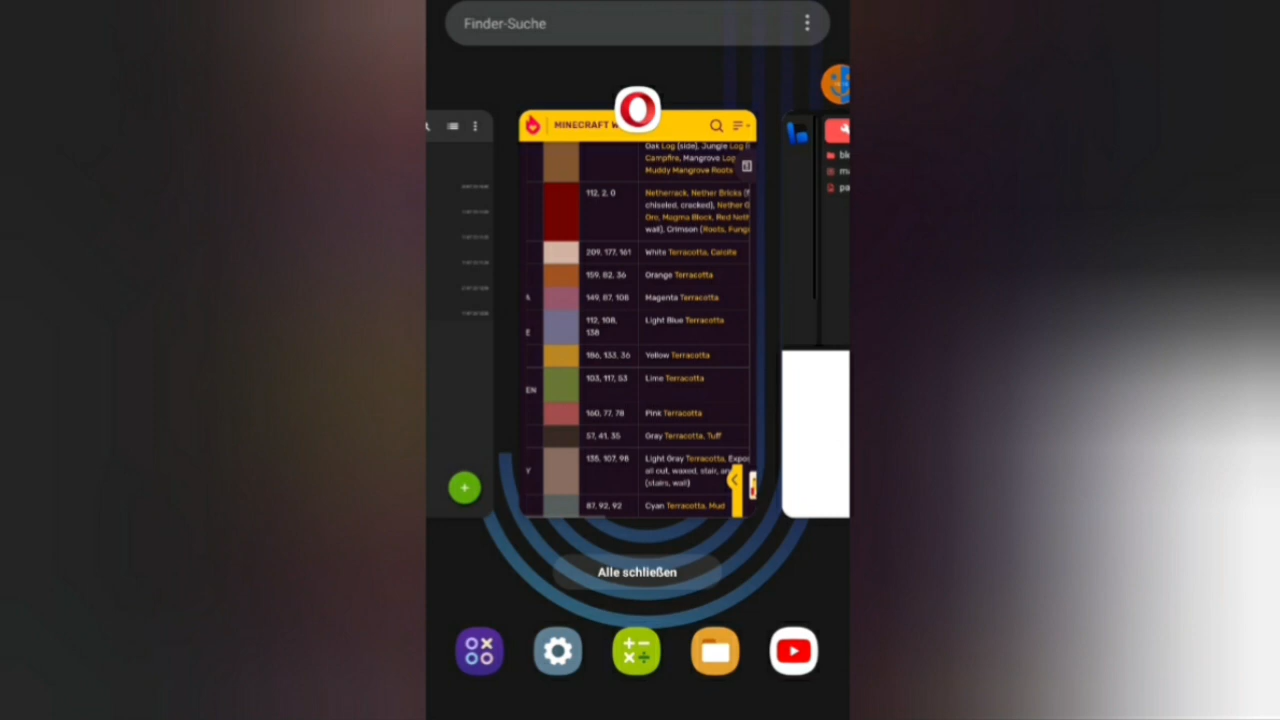 Finder-Suche
MINECRAFT W
Oak Log (side), Jungle Log
Campfire, Mangrove Log
Muddy Mangrove Roots
112, 2, 0
Netherrack, Nether Bricks
chiseled, cracked), Nether
Ore, Magma Block, Red
wall), Crimson (Roots,
209, 177, 161
White Terracotta, Calcite
159, 82, 36
Orange Terracotta
149, 87, 108
Magenta Terracotta
112, 108,
138
Light Blue Terracotta
186, 133, 36
Yellow Terracotta
103, 117, 53
Lime Terracotta
EN
160, 77, 78
Pink Terracotta
57, 41, 35
Gray Terracotta, Tuff
135, 107, 98
Light Gray Terracotta,
all cut, waxed, stair,
(stairs, wall)
Y
87, 92, 92
Cyan Terracotta, Mud
Alle schließen